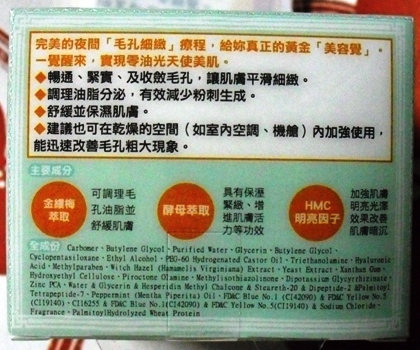 完美的夜間「毛孔細緻」療程，給妳真正的黃金「美容覺」。
一覺醒來，實現零油光天使美肌。
◆暢通、緊實、及收斂毛孔，讓肌膚平滑細緻。
◆調理油脂分泌，有效減少粉刺生成。
◆舒緩並保濕肌膚。
◆建議也可在乾燥的空間（如室內空調、機艙）內加強使用，
能迅速改善毛孔粗大現象。
主要成分
金縷梅
萃取
可調理毛
孔油脂並
舒緩肌膚
酵母萃取
具有保溼
緊緻、增
進肌膚活
力等功效
HMC
明亮因子
加強肌膚
明亮光澤
效果改善
肌膚暗沉
全成份
Carbomer、Butylene Glycol、Purified Water、Glycerin、Butylene Glycol、
Cyclopentasiloxane、Ethyl Alcohol、PEG-60 Hydrogenated Castor Oil、Triethanolumine、Hyaluronic
Acid、Methylparaben、Witch Hazel (Hamamelis Virginiana) Extract、Yeast Extract、Xanthan Gum、
Hydroxyethyl Cellulose、Piroctone Olamine、Methylisothiazolinone、Dipotassium Glycyrrhizinate、
Zinc PCA、Water & Glycerin & Hesperidin Methyl Chalcone & Steareth-20 & Dipeptide-2 &Palmitoyl
Tetrapeptide-7、Peppermint (Mentha Piperita) Oil、FD&C Blue No.1 (CI42090) & FD&C Yellow No.5
(CI19140)、CI16255 & FD&C Blue No.1(CI42090) & FD&C Yellow No.5(CI19140) & Sodium Chloride、
Fragrance、PalmitoylHydrolyzed Wheat Protein